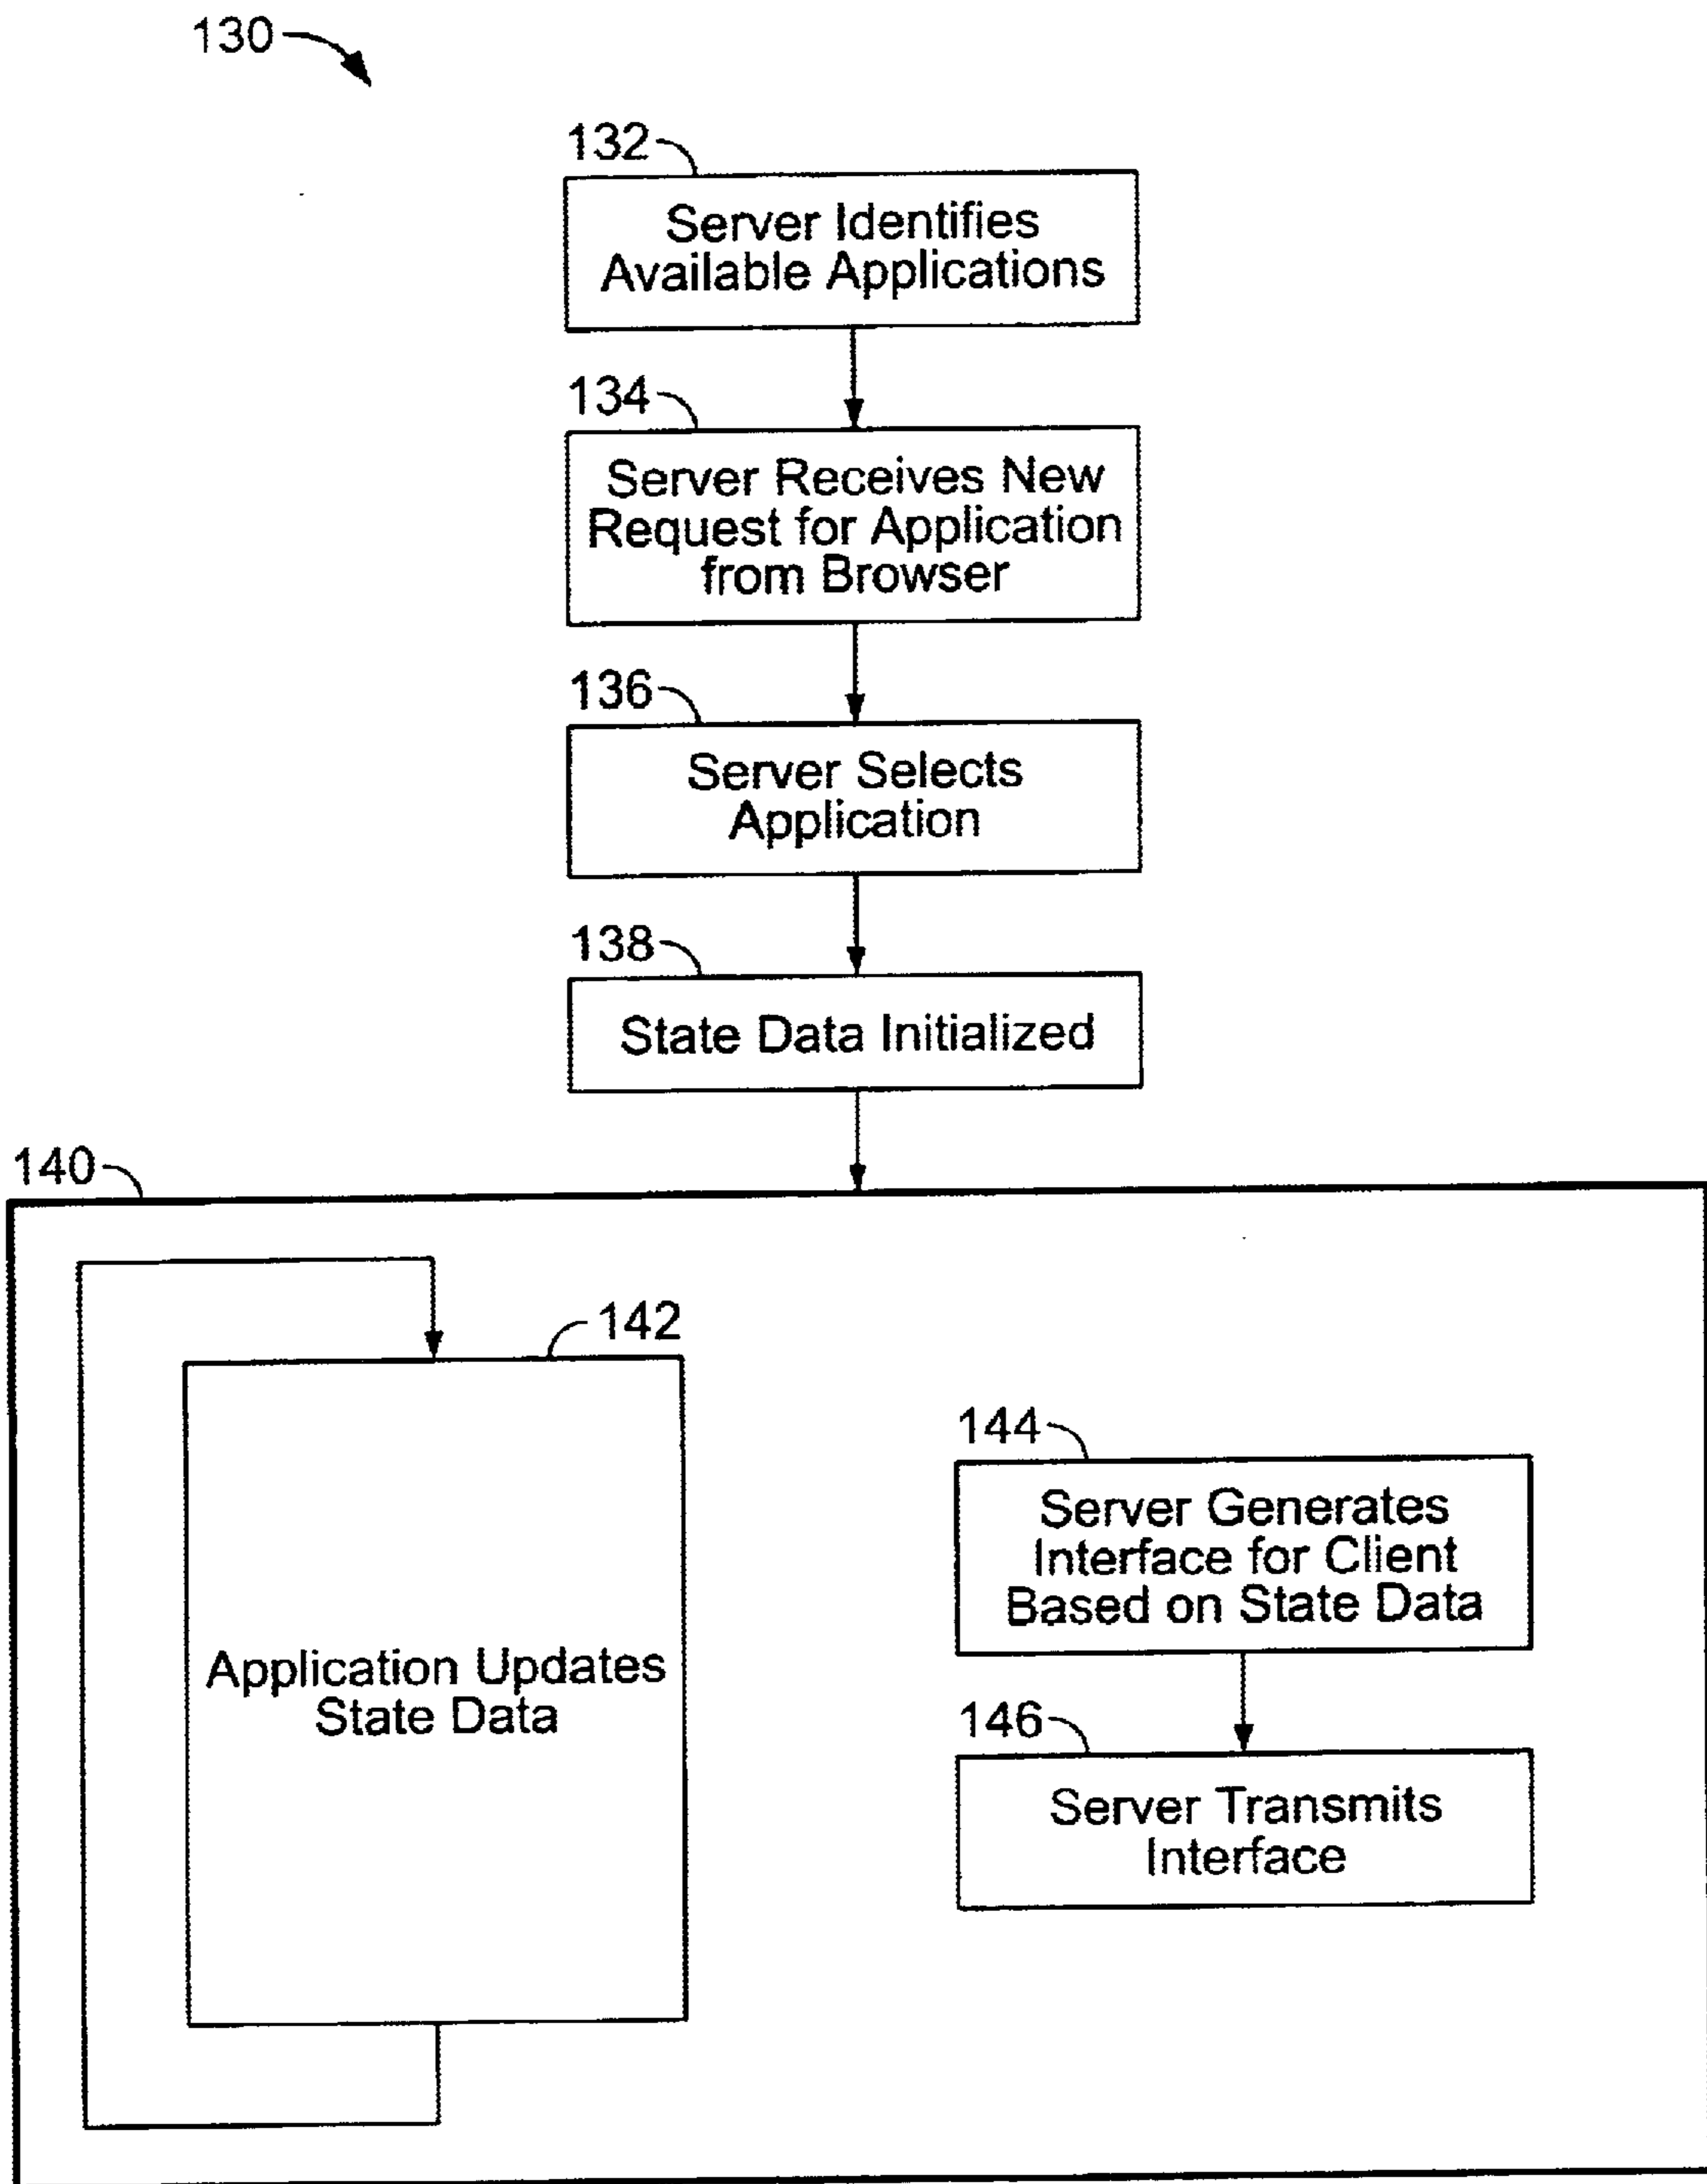 130
132
Server Identifies
Available Applications
134
Server Receives New
Request for Application
from Browser
136
Server Selects
Application
138
State Data Initialized
140
142
Application Updates
State Data
144
Server Generates
Interface for Client
Based on State Data
146
Server Transmits
Interface